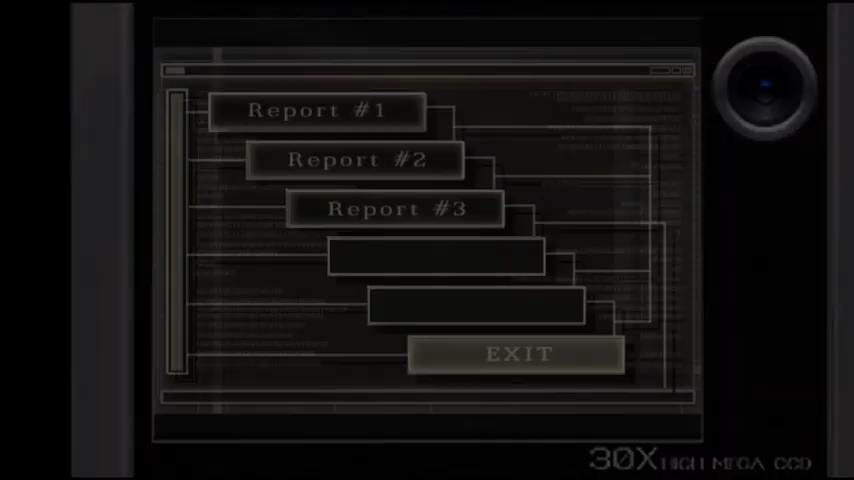 Report #1
Report #2
Report #3
EXIT
30X HIGH MEGA CCD